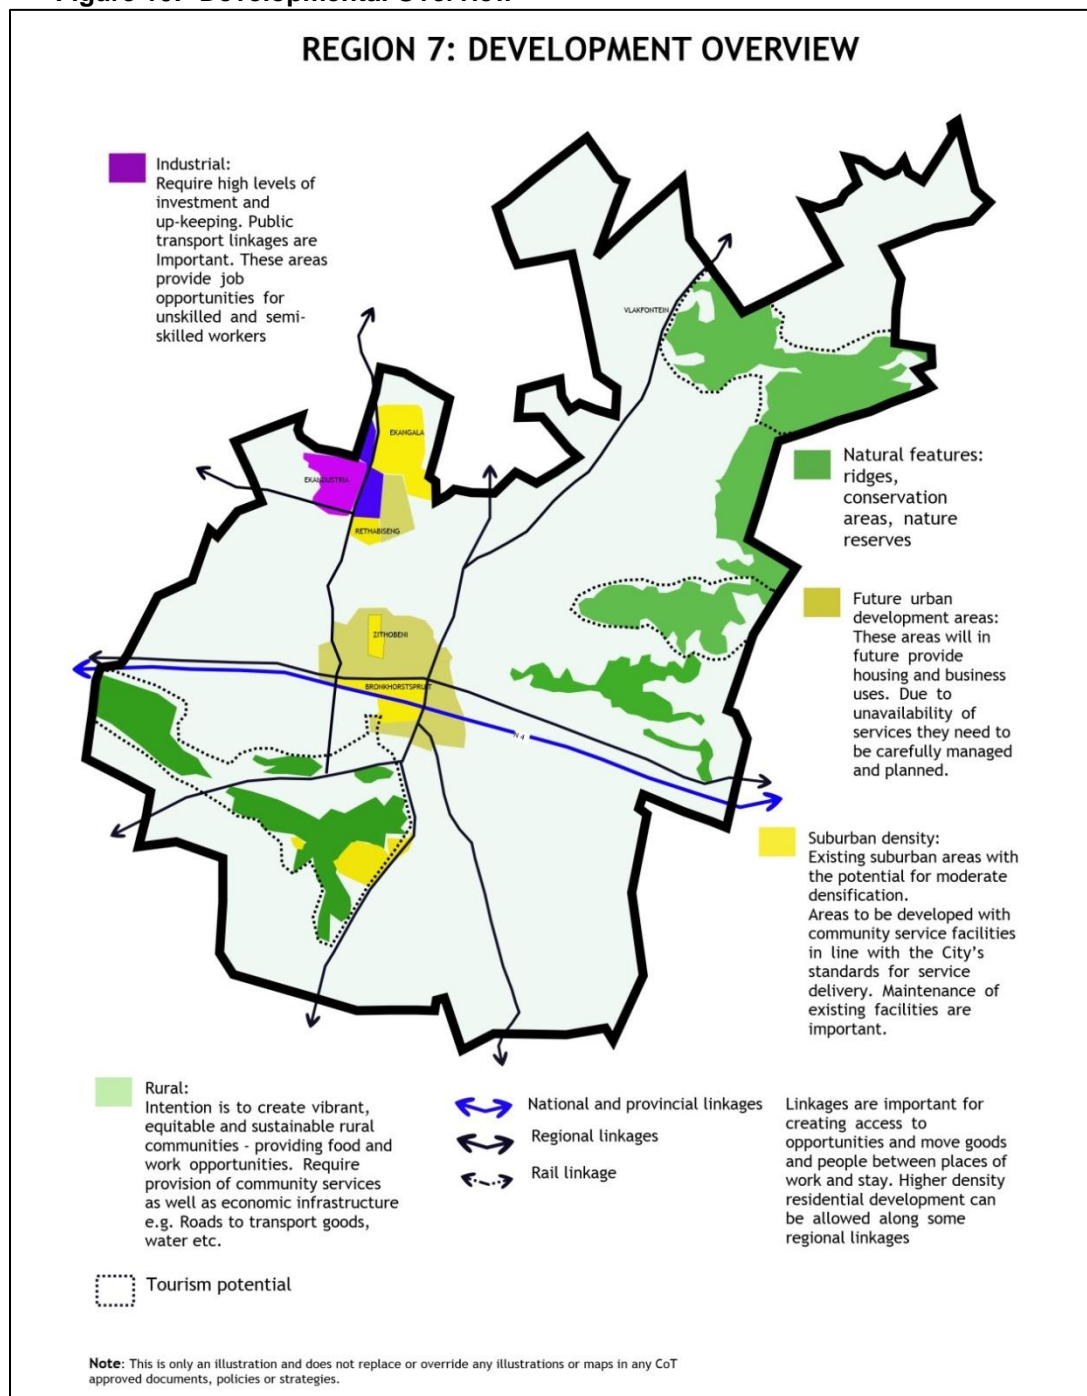 REGION 7: DEVELOPMENT OVERVIEW
Industrial:
Require high levels of
investment and
up-keeping. Public
transport linkages are
Important. These areas
provide job
opportunities for
unskilled and semi-
skilled workers
VLAKFONTEIN
EKANGALA
EKANDUSTRIA
RETHABISENG
ZITHOBENI
BRONKHORSTSPRUIT
N4
Natural features:
ridges,
conservation
areas, nature
reserves
Future urban
development areas:
These areas will in
future provide
housing and business
uses. Due to
unavailability of
services they need to
be carefully managed
and planned.
Suburban density:
Existing suburban areas with
the potential for moderate
densification.
Areas to be developed with
community service facilities
in line with the City's
standards for service
delivery. Maintenance of
existing facilities are
important.
Rural:
Intention is to create vibrant,
equitable and sustainable rural
communities - providing food and
work opportunities. Require
provision of community services
as well as economic infrastructure
e.g. Roads to transport goods,
water etc.
Tourism potential
National and provincial linkages
Regional linkages
Rail linkage
Linkages are important for
creating access to
opportunities and move goods
and people between places of
work and stay. Higher density
residential development can
be allowed along some
regional linkages
Note: This is only an illustration and does not replace or override any illustrations or maps in any CoT
approved documents, policies or strategies.